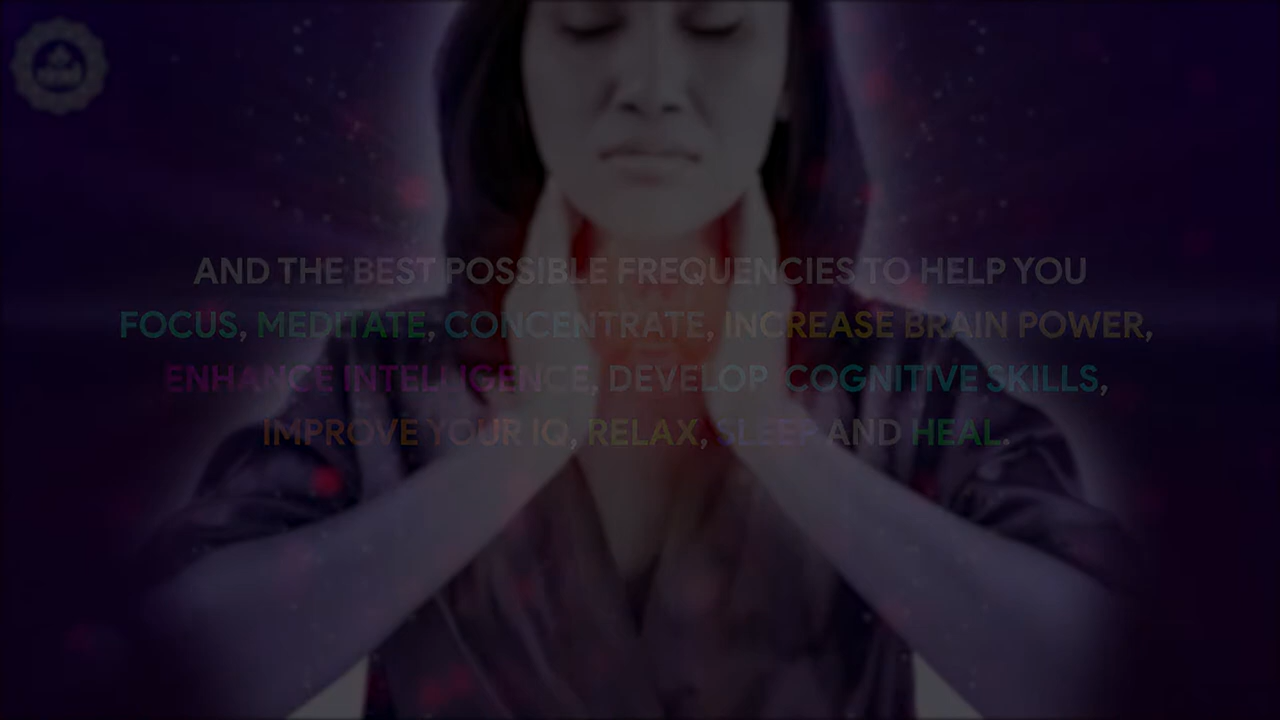 AND THE BEST POSSIBLE FREQUENCIES TO HELP YOU
FOCUS, MEDITATE, CONCENTRATE, INCREASE BRAIN POWER,
ENHANCE INTELLIGENCE, DEVELOP COGNITIVE SKILLS,
IMPROVE YOUR IQ, RELAX, SLEEP AND HEAL.